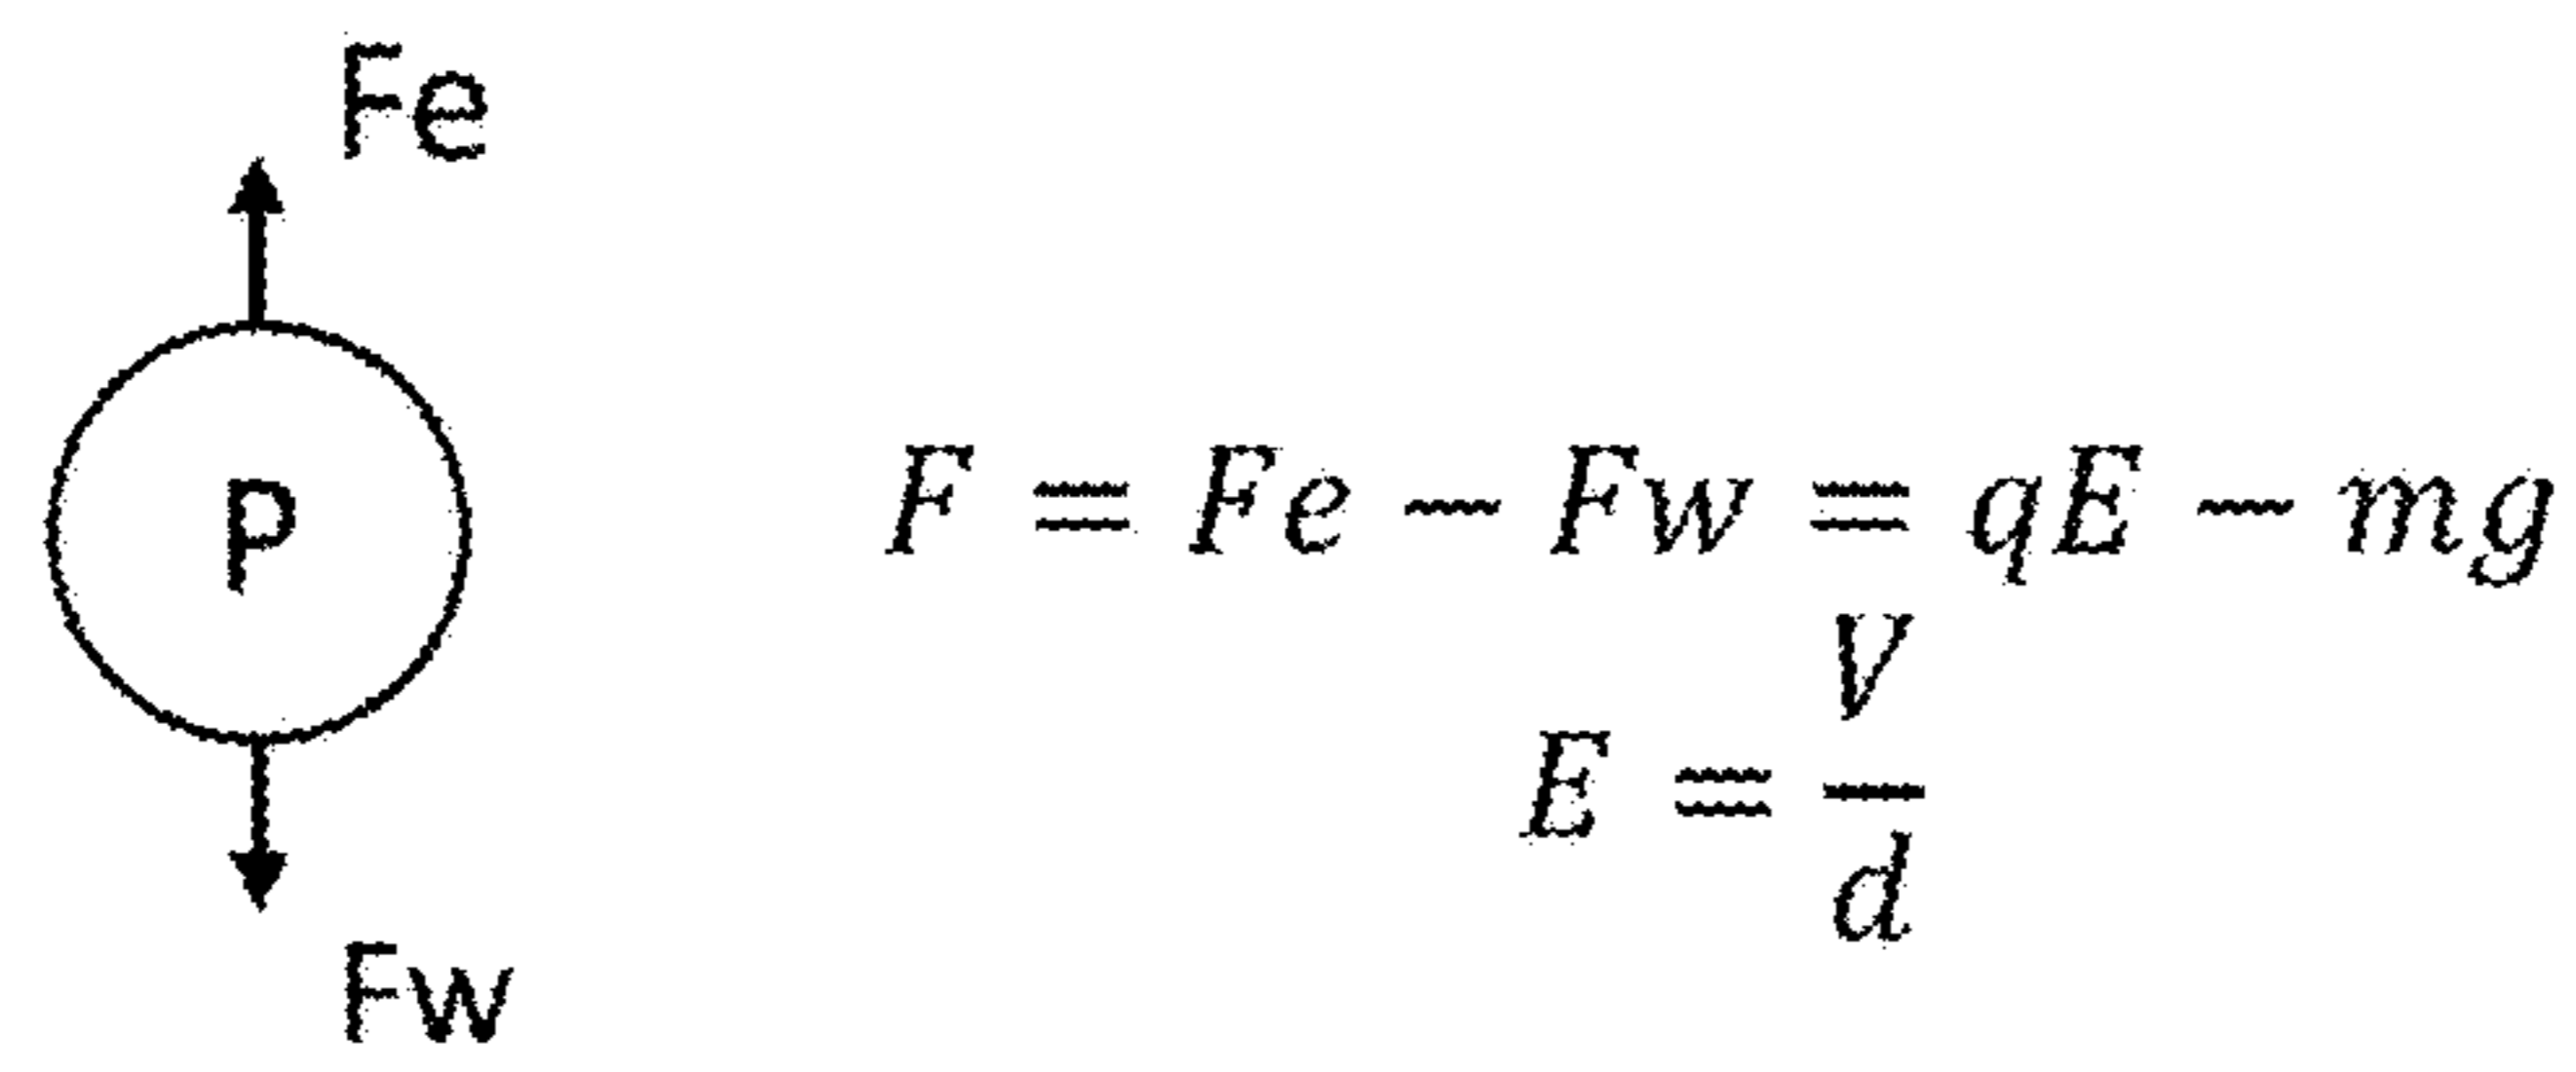 Fe
P
F = Fe - Fw = qE - mg
E = V/d
Fw